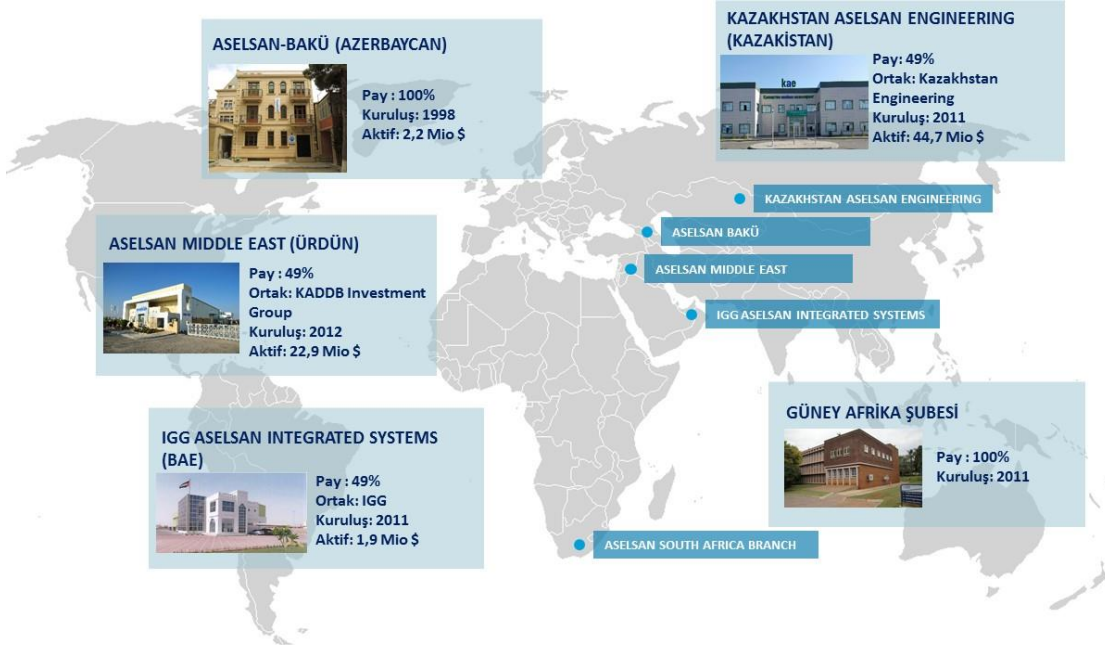 ASELSAN-BAKÜ (AZERBAYCAN)
Pay : 100%
Kuruluş: 1998
Aktif: 2,2 Mio $
KAZAKHSTAN ASELSAN ENGINEERING
(KAZAKİSTAN)
kae
Pay: 49%
Ortak: Kazakhstan
Engineering
Kuruluş: 2011
Aktif: 44,7 Mio $
KAZAKHSTAN ASELSAN ENGINEERING
ASELSAN BAKÜ
ASELSAN MIDDLE EAST
IGG ASELSAN INTEGRATED SYSTEMS
ASELSAN MIDDLE EAST (ÜRDÜN)
Pay : 49%
Ortak: KADDB Investment
Group
Kuruluş: 2012
Aktif: 22,9 Mio $
IGG ASELSAN INTEGRATED SYSTEMS
(BAE)
Pay : 49%
Ortak: IGG
Kuruluş: 2011
Aktif: 1,9 Mio $
GÜNEY AFRİKA ŞUBESİ
Pay : 100%
Kuruluş: 2011
ASELSAN SOUTH AFRICA BRANCH